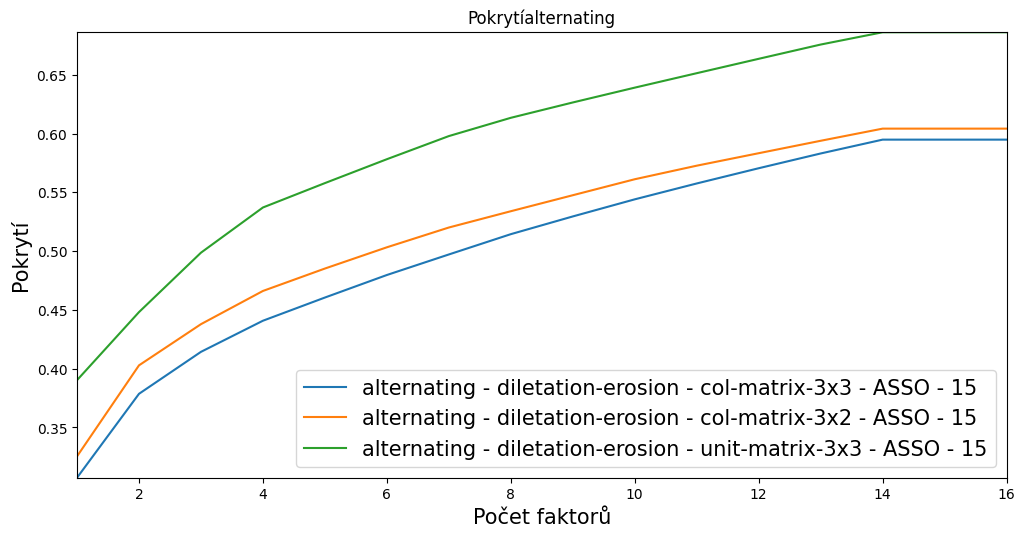 Pokrytíalternating
0.65
0.60
0.55
0.50
0.45
0.40
0.35
Pokrytí
alternating - diletation-erosion - col-matrix-3x3 - ASSO - 15
alternating - diletation-erosion - col-matrix-3x2 - ASSO - 15
alternating - diletation-erosion - unit-matrix-3x3 - ASSO - 15
2 4 6 8 10 12 14 16
Počet faktorů